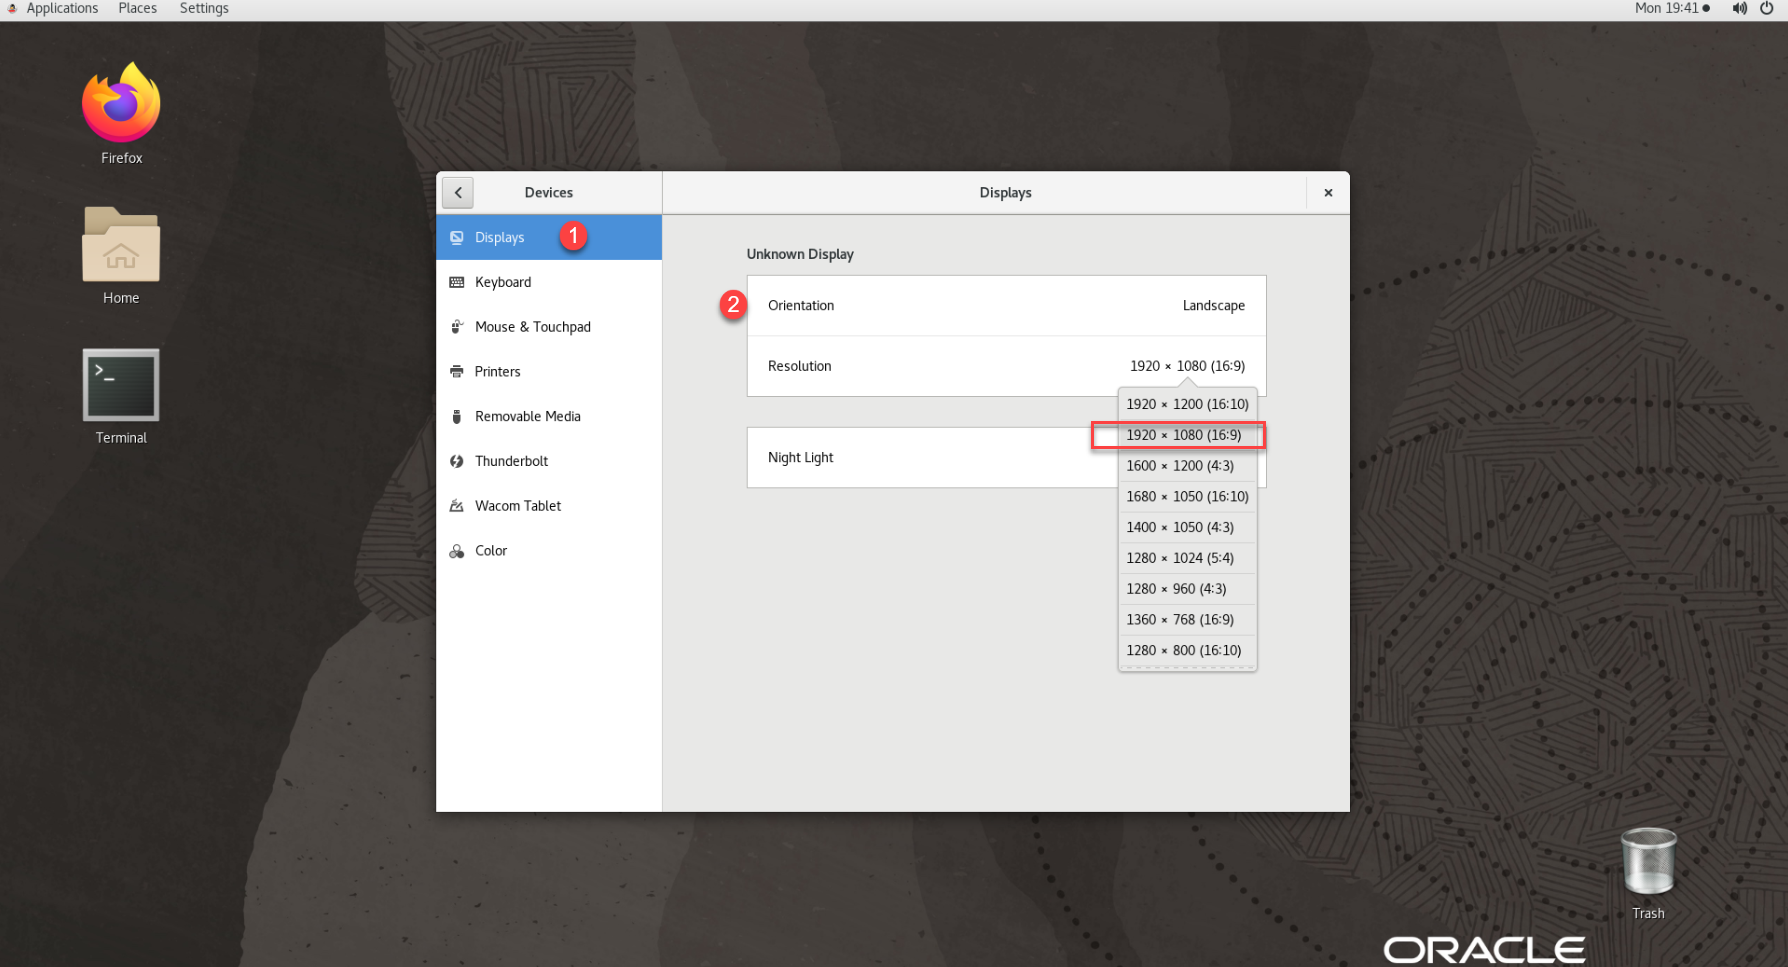 Applications Places Settings
Mon 19:41
Firefox
Home
Terminal
Devices
Displays
Displays
1
Keyboard
Mouse & Touchpad
Printers
Removable Media
Thunderbolt
Wacom Tablet
Color
Unknown Display
2
Orientation Landscape
Resolution 1920 × 1080 (16:9)
Night Light
1920 × 1200 (16:10)
1920 × 1080 (16:9)
1600 × 1200 (4:3)
1680 × 1050 (16:10)
1400 × 1050 (4:3)
1280 × 1024 (5:4)
1280 × 960 (4:3)
1360 × 768 (16:9)
1280 × 800 (16:10)
Trash
ORACLE